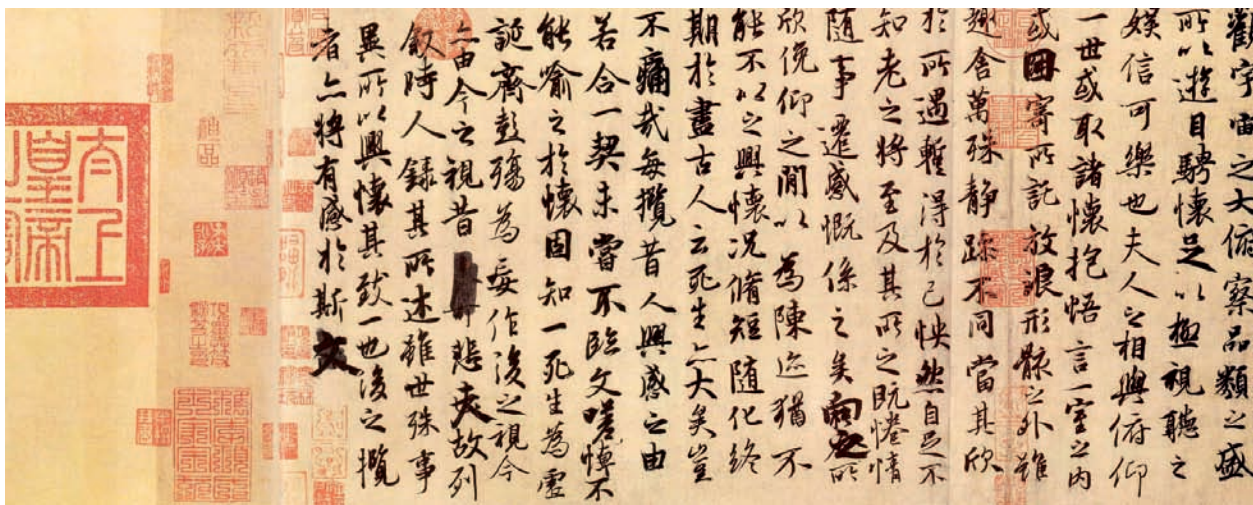 觀宇宙之大俯察品類之盛
所以遊目騁懷足以極視聽之
娛信可樂也夫人之相與俯仰
一世或取諸懷抱悟言一室之內
或因寄所託放浪形骸之外雖
趣舍萬殊靜躁不同當其欣
於所遇暫得於己怏然自足不
知老之將至及其所之既惓情
隨事遷感慨係之矣向之所
欣俛仰之閒以為陳迹猶不
能不以之興懷況脩短隨化終
期於盡古人云死生亦大矣豈
不痛哉每攬昔人興感之由
若合一契未嘗不臨文嗟悼不
能喻之於懷固知一死生為虛
誕齊彭殤為妄作後之視今
亦由今之視昔悲夫故列
敘時人錄其所述雖世殊事
異所以興懷其致一也後之攬
者亦將有感於斯文
太上
皇帝